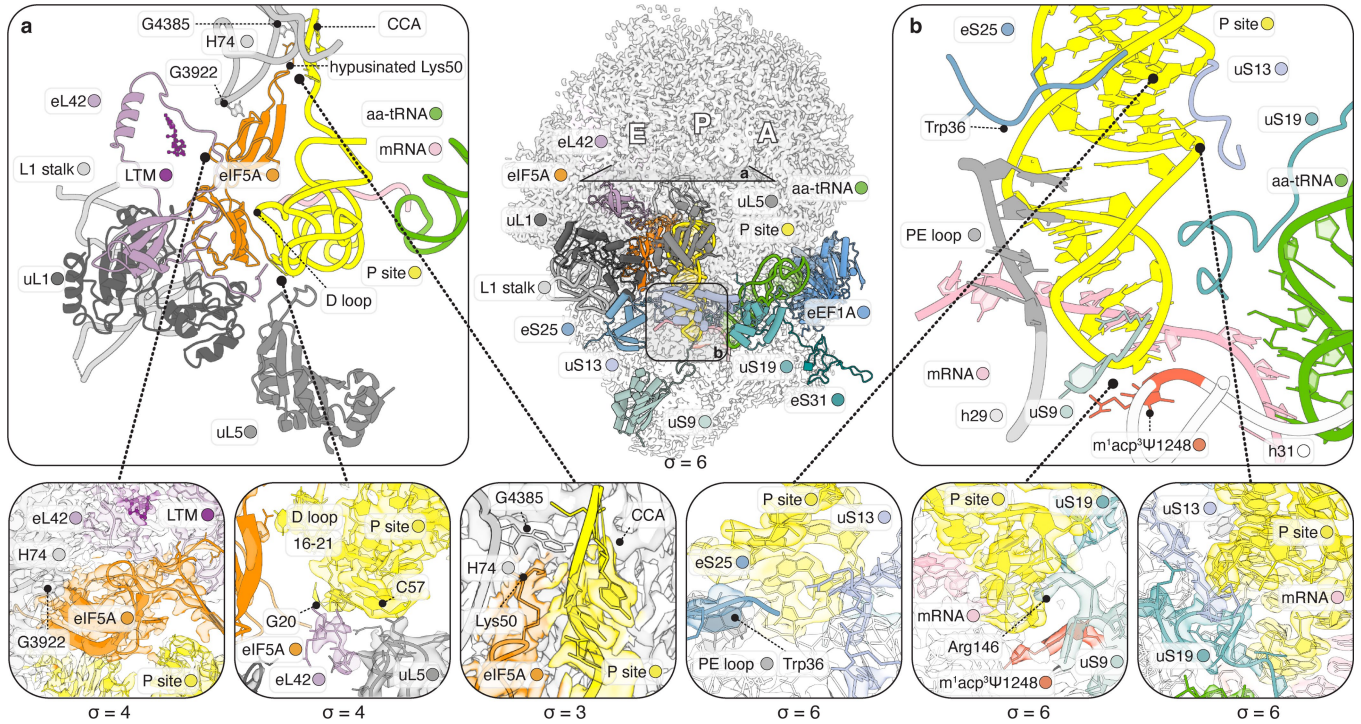 a
G4385
CCA
H74
hypusinated Lys50
G3922
eL42
aa-tRNA
mRNA
L1 stalk
LTM
eIF5A
uL1
P site
D loop
uL5
E P A
eL42
eIF5A
a
aa-tRNA
uL5
uL1
P site
L1 stalk
eEF1A
eS25
b
uS13
uS19
eS31
uS9
σ = 6
b
eS25
P site
uS13
Trp36
uS19
aa-tRNA
PE loop
mRNA
h29
uS9
m¹acp³Ψ1248
h31
eL42
LTM
H74
eIF5A
G3922
P site
σ = 4
D loop
16-21
P site
C57
G20
eIF5A
eL42
uL5
σ = 4
G4385
CCA
H74
Lys50
eIF5A
P site
σ = 3
P site
uS13
eS25
PE loop
Trp36
σ = 6
P site
uS19
mRNA
Arg146
uS9
m¹acp³Ψ1248
σ = 6
uS13
P site
mRNA
uS19
σ = 6